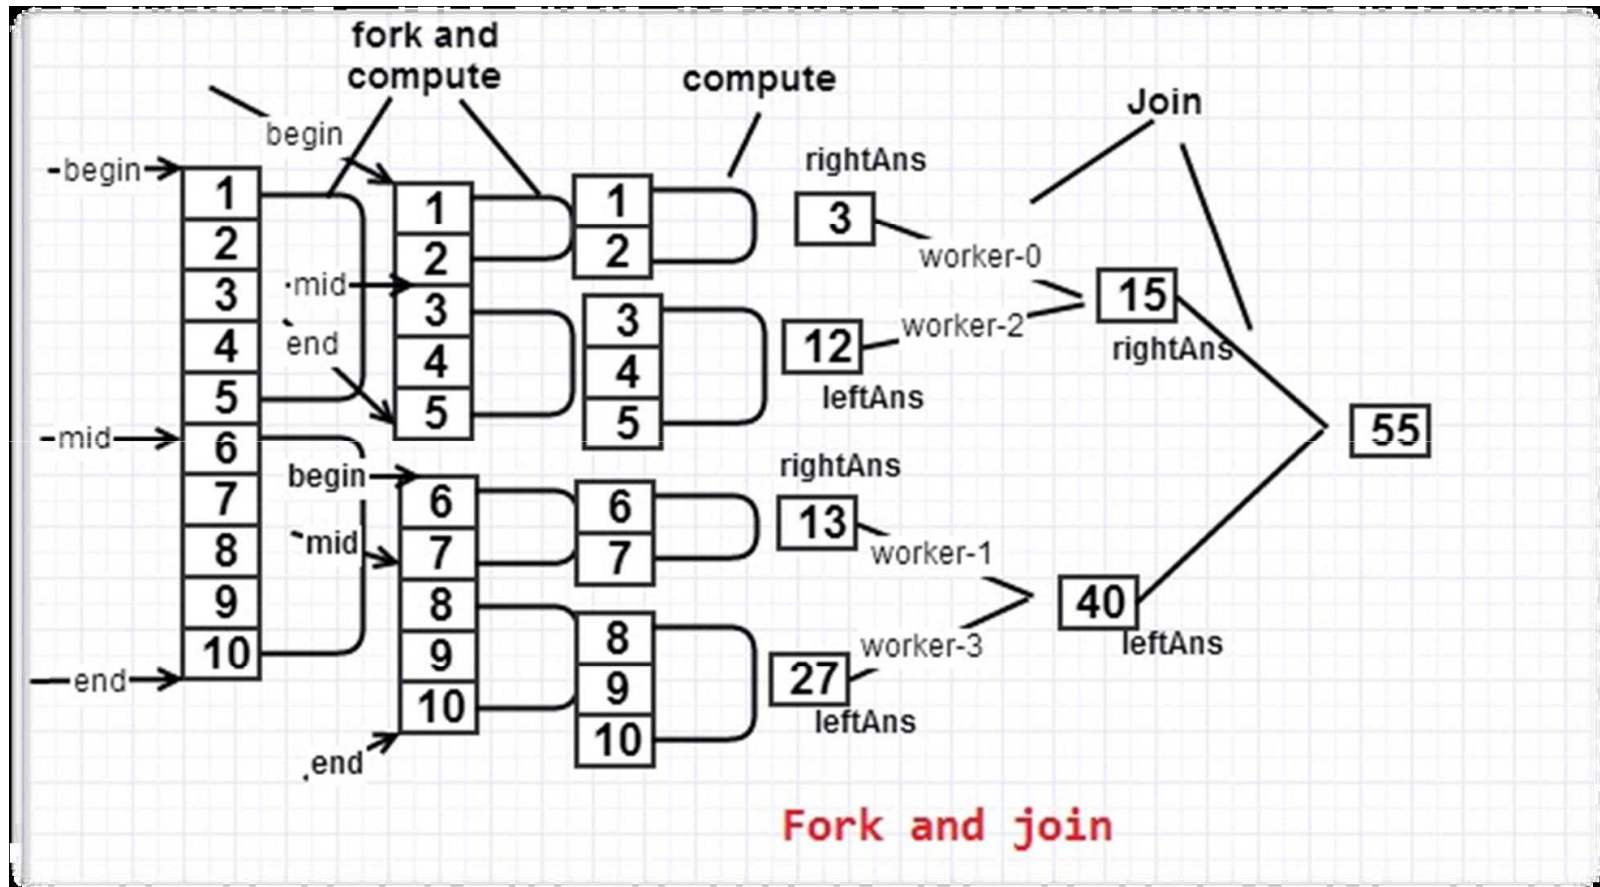 fork and
compute
compute
Join
begin
begin
mid
end
1
2
3
4
5
6
7
8
9
10
begin
mid
end
1
2
3
4
5
1
2
3
4
5
rightAns
3
worker-0
12
worker-2
leftAns
15
rightAns
mid
end
begin
6
7
8
9
10
6
7
8
9
10
rightAns
13
worker-1
27
worker-3
leftAns
40
leftAns
55
Fork and join